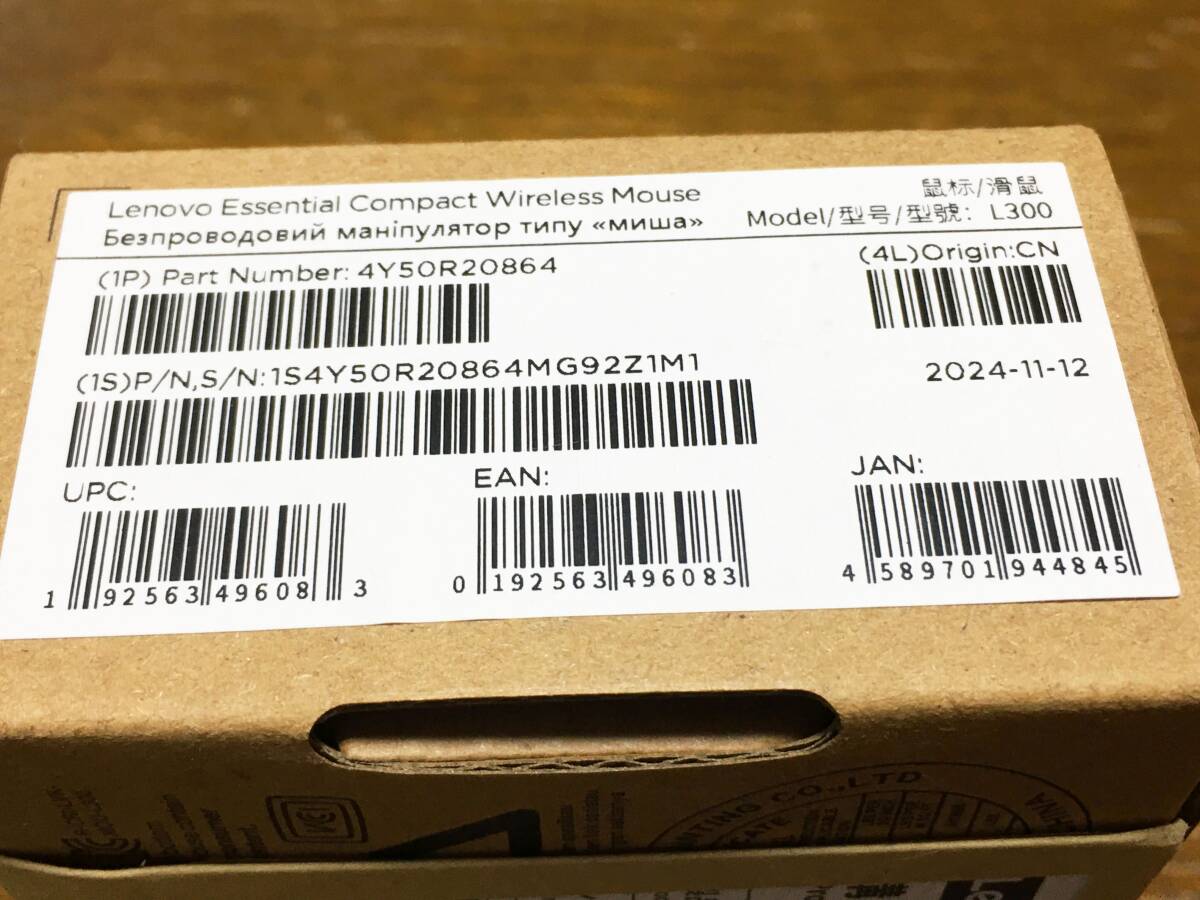 Lenovo Essential Compact Wireless Mouse
鼠标/滑鼠
Безпроводовий маніпулятор типу «миша»
Model/型号/型號: L300
(1P) Part Number: 4Y50R20864
(4L)Origin:CN
(1S)P/N,S/N:1S4Y50R20864MG92Z1M1
2024-11-12
UPC:
EAN:
JAN:
1 92563 49608 3
0 192563 496083
4 589701 944845
CO.,LTD